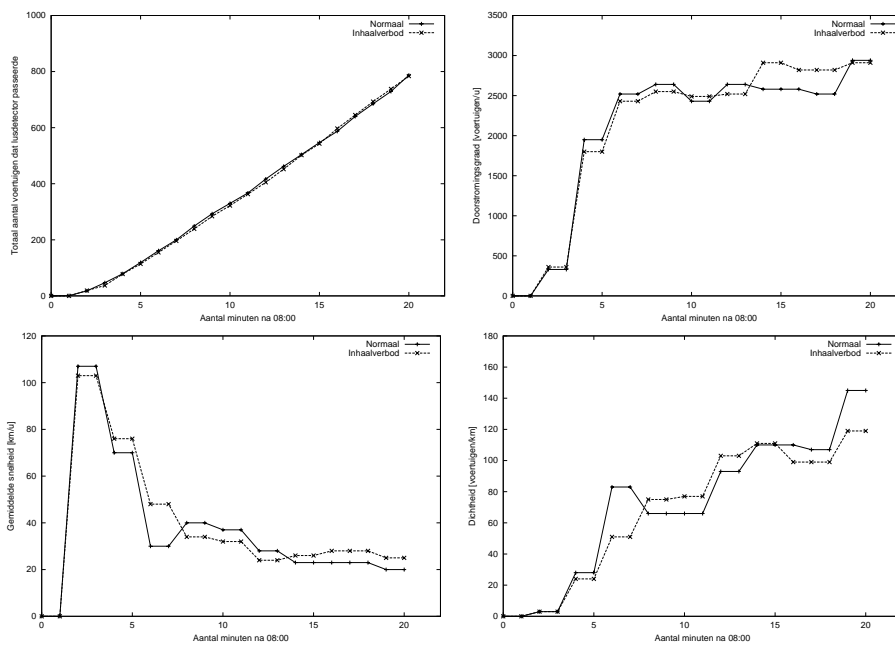 1000
800
600
400
200
0
0 5 10 15 20
Totaal aantal voertuigen dat lusdetector passeerde
Aantal minuten na 08:00
Normaal
Inhaalverbod
3500
3000
2500
2000
1500
1000
500
0
0 5 10 15 20
Doorstromingsgraad [voertuigen/u]
Aantal minuten na 08:00
Normaal
Inhaalverbod
120
100
80
60
40
20
0
0 5 10 15 20
Gemiddelde snelheid [km/u]
Aantal minuten na 08:00
Normaal
Inhaalverbod
180
160
140
120
100
80
60
40
20
0
0 5 10 15 20
Dichtheid [voertuigen/km]
Aantal minuten na 08:00
Normaal
Inhaalverbod